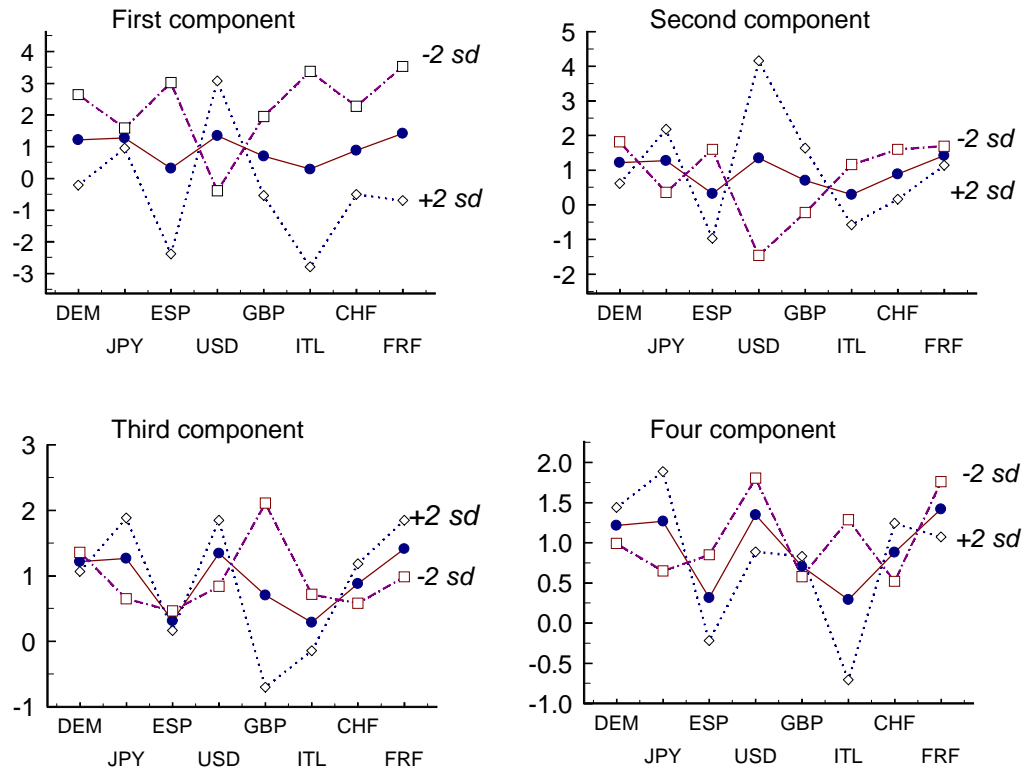 First component
4
3
2
1
0
-1
-2
-3
-2 sd
+2 sd
DEM ESP GBP CHF
JPY USD ITL FRF
Second component
5
4
3
2
1
0
-1
-2
-2 sd
+2 sd
DEM ESP GBP CHF
JPY USD ITL FRF
Third component
3
2
1
0
-1
+2 sd
-2 sd
DEM ESP GBP CHF
JPY USD ITL FRF
Four component
2.0
1.5
1.0
0.5
0.0
-0.5
-1.0
-2 sd
+2 sd
DEM ESP GBP CHF
JPY USD ITL FRF